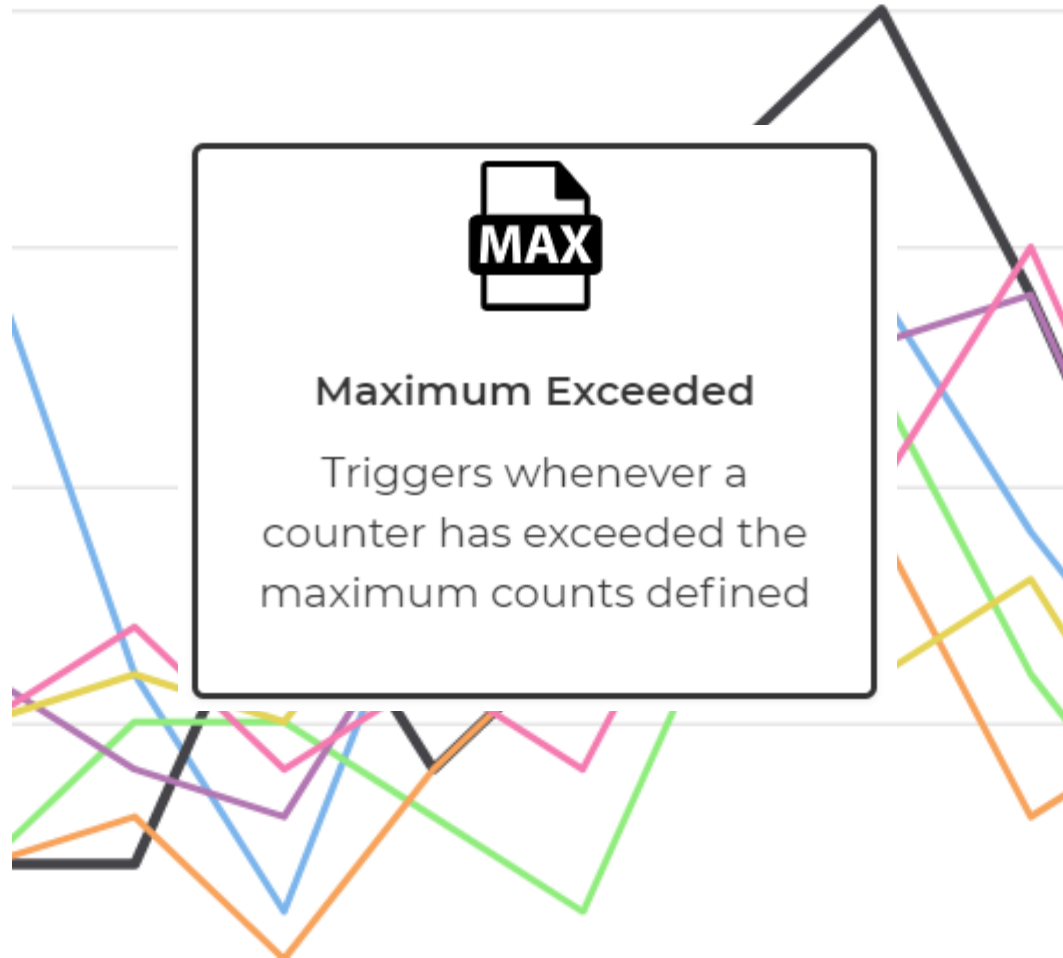 MAX
Maximum Exceeded
Triggers whenever a
counter has exceeded the
maximum counts defined